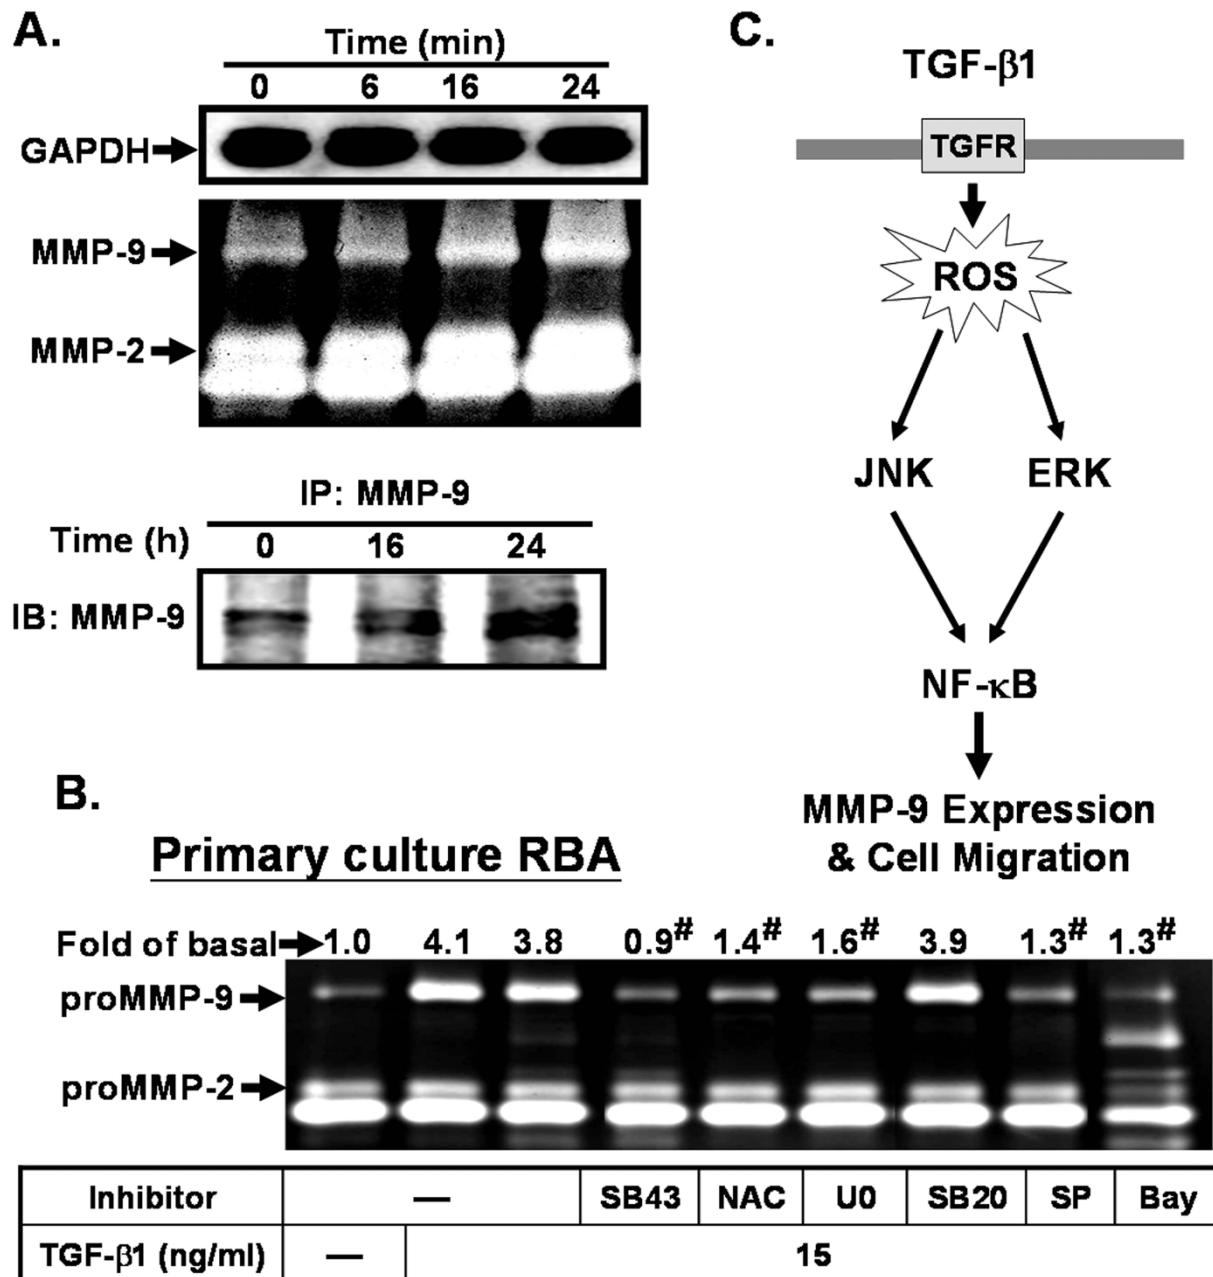 A.
Time (min)
0 6 16 24
GAPDH
MMP-9
MMP-2
IP: MMP-9
Time (h) 0 16 24
IB: MMP-9
C.
TGF-β1
TGFR
ROS
JNK ERK
NF-κB
MMP-9 Expression
& Cell Migration
B.
Primary culture RBA
Fold of basal 1.0 4.1 3.8 0.9# 1.4# 1.6# 3.9 1.3# 1.3#
proMMP-9
proMMP-2
Inhibitor — SB43 NAC U0 SB20 SP Bay
TGF-β1 (ng/ml) — 15